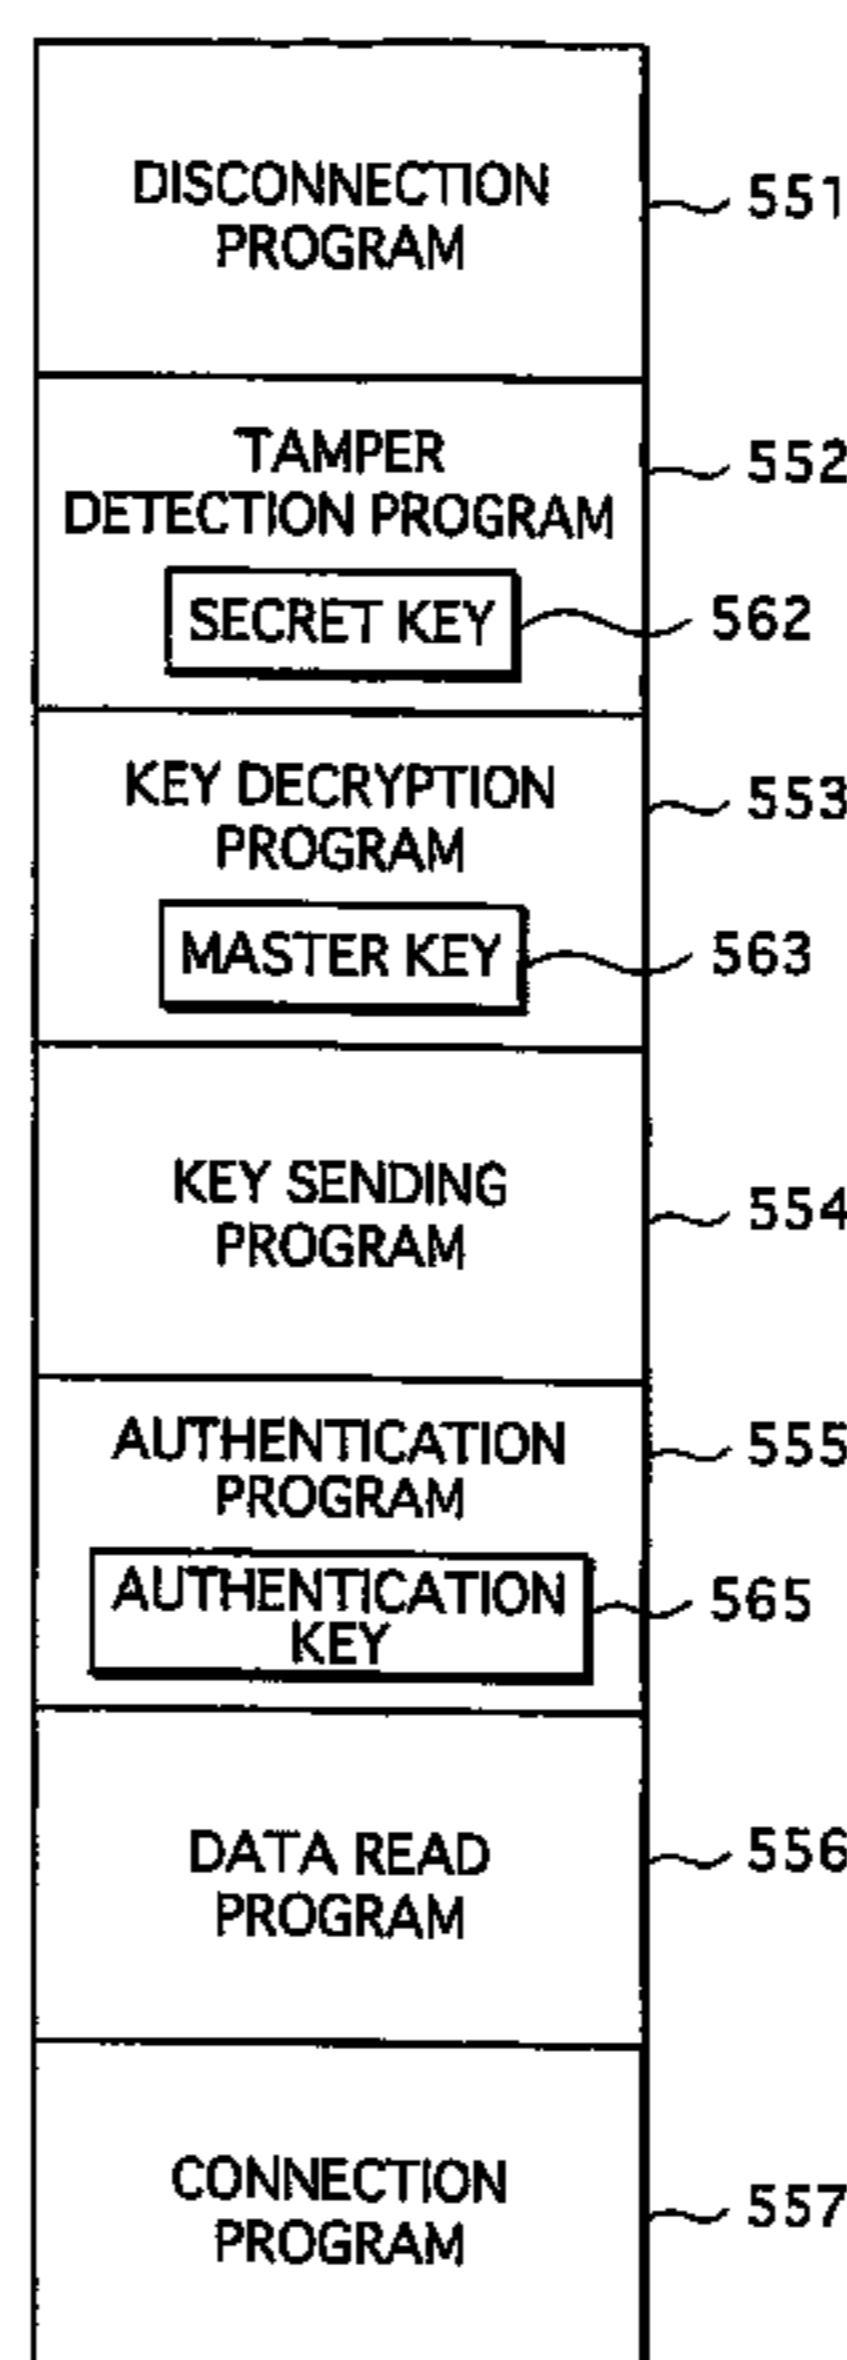 DISCONNECTION
PROGRAM
551
TAMPER
DETECTION PROGRAM
552
SECRET KEY
562
KEY DECRYPTION
PROGRAM
553
MASTER KEY
563
KEY SENDING
PROGRAM
554
AUTHENTICATION
PROGRAM
555
AUTHENTICATION
KEY
565
DATA READ
PROGRAM
556
CONNECTION
PROGRAM
557